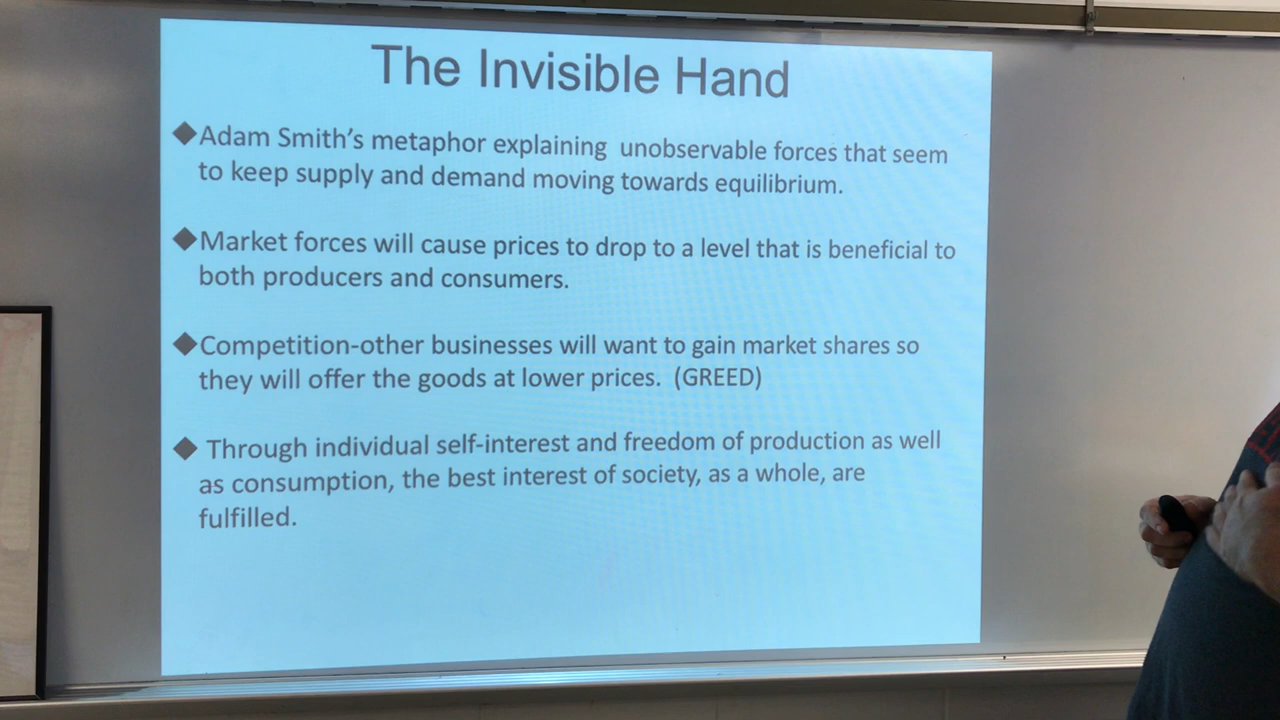 The Invisible Hand
◆Adam Smith’s metaphor explaining unobservable forces that seem
to keep supply and demand moving towards equilibrium.
◆Market forces will cause prices to drop to a level that is beneficial to
both producers and consumers.
◆Competition-other businesses will want to gain market shares so
they will offer the goods at lower prices. (GREED)
◆ Through individual self-interest and freedom of production as well
as consumption, the best interest of society, as a whole, are
fulfilled.